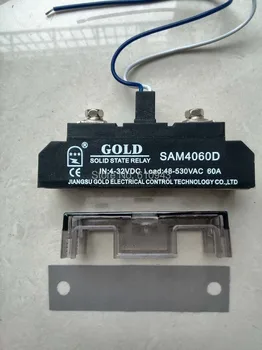 GOLD
SOLID STATE RELAY
SAM4060D
CE IN:4-32VDC Load:48-530VAC 60A
JIANGSU GOLD ELECTRICAL CONTROL TECHNOLOGY CO.,LTD